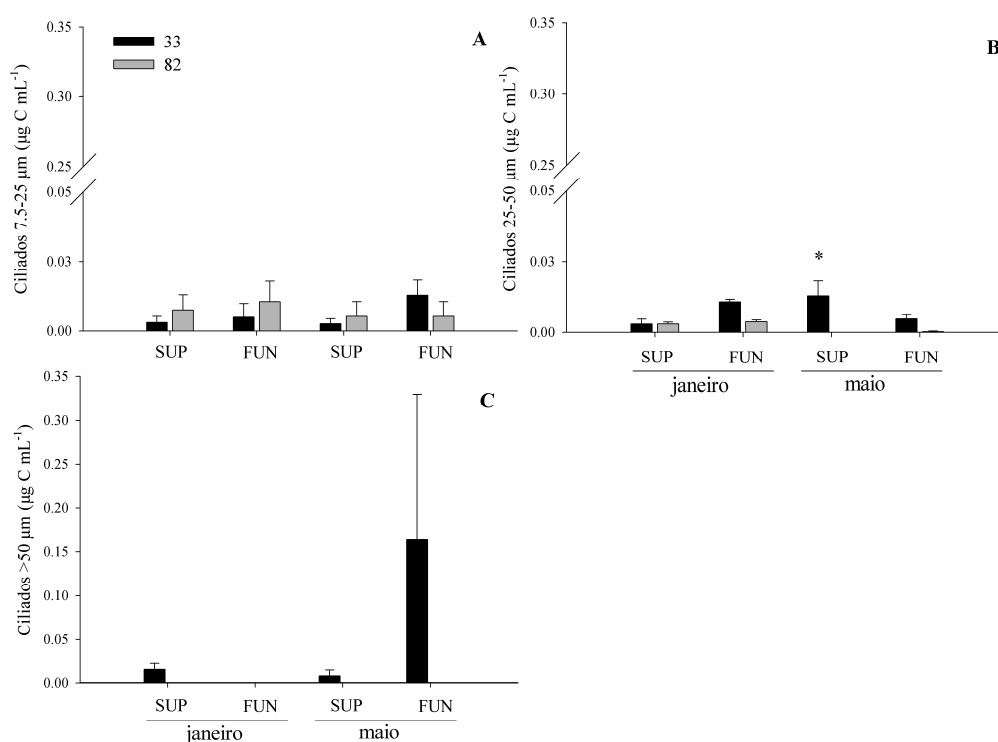 0.35
0.30
0.25
0.05
0.03
0.00
Ciliados 7.5-25 µm (µg C mL⁻¹)
33
82
A
SUP FUN SUP FUN
0.35
0.30
0.25
0.05
0.03
0.00
Ciliados 25-50 µm (µg C mL⁻¹)
B
*
SUP FUN SUP FUN
janeiro maio
0.35
0.30
0.25
0.20
0.15
0.10
0.05
0.00
Ciliados >50 µm (µg C mL⁻¹)
C
SUP FUN SUP FUN
janeiro maio